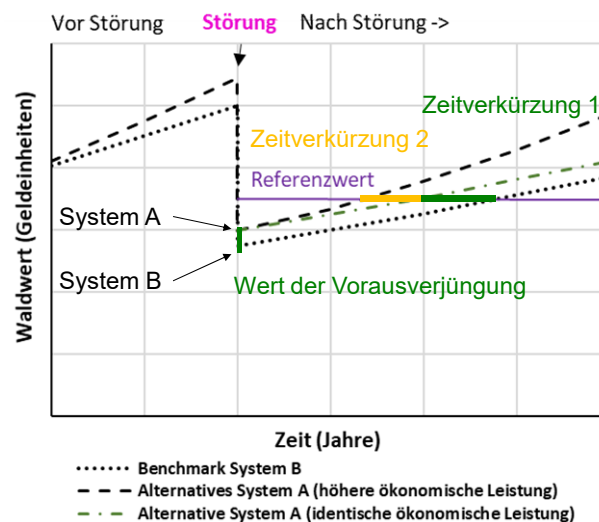 Vor Störung Störung Nach Störung ->
Zeitverkürzung 1
Zeitverkürzung 2
Referenzwert
System A
System B
Wert der Vorausverjüngung
Waldwert (Geldeinheiten)
Zeit (Jahre)
Benchmark System B
Alternatives System A (höhere ökonomische Leistung)
Alternative System A (identische ökonomische Leistung)